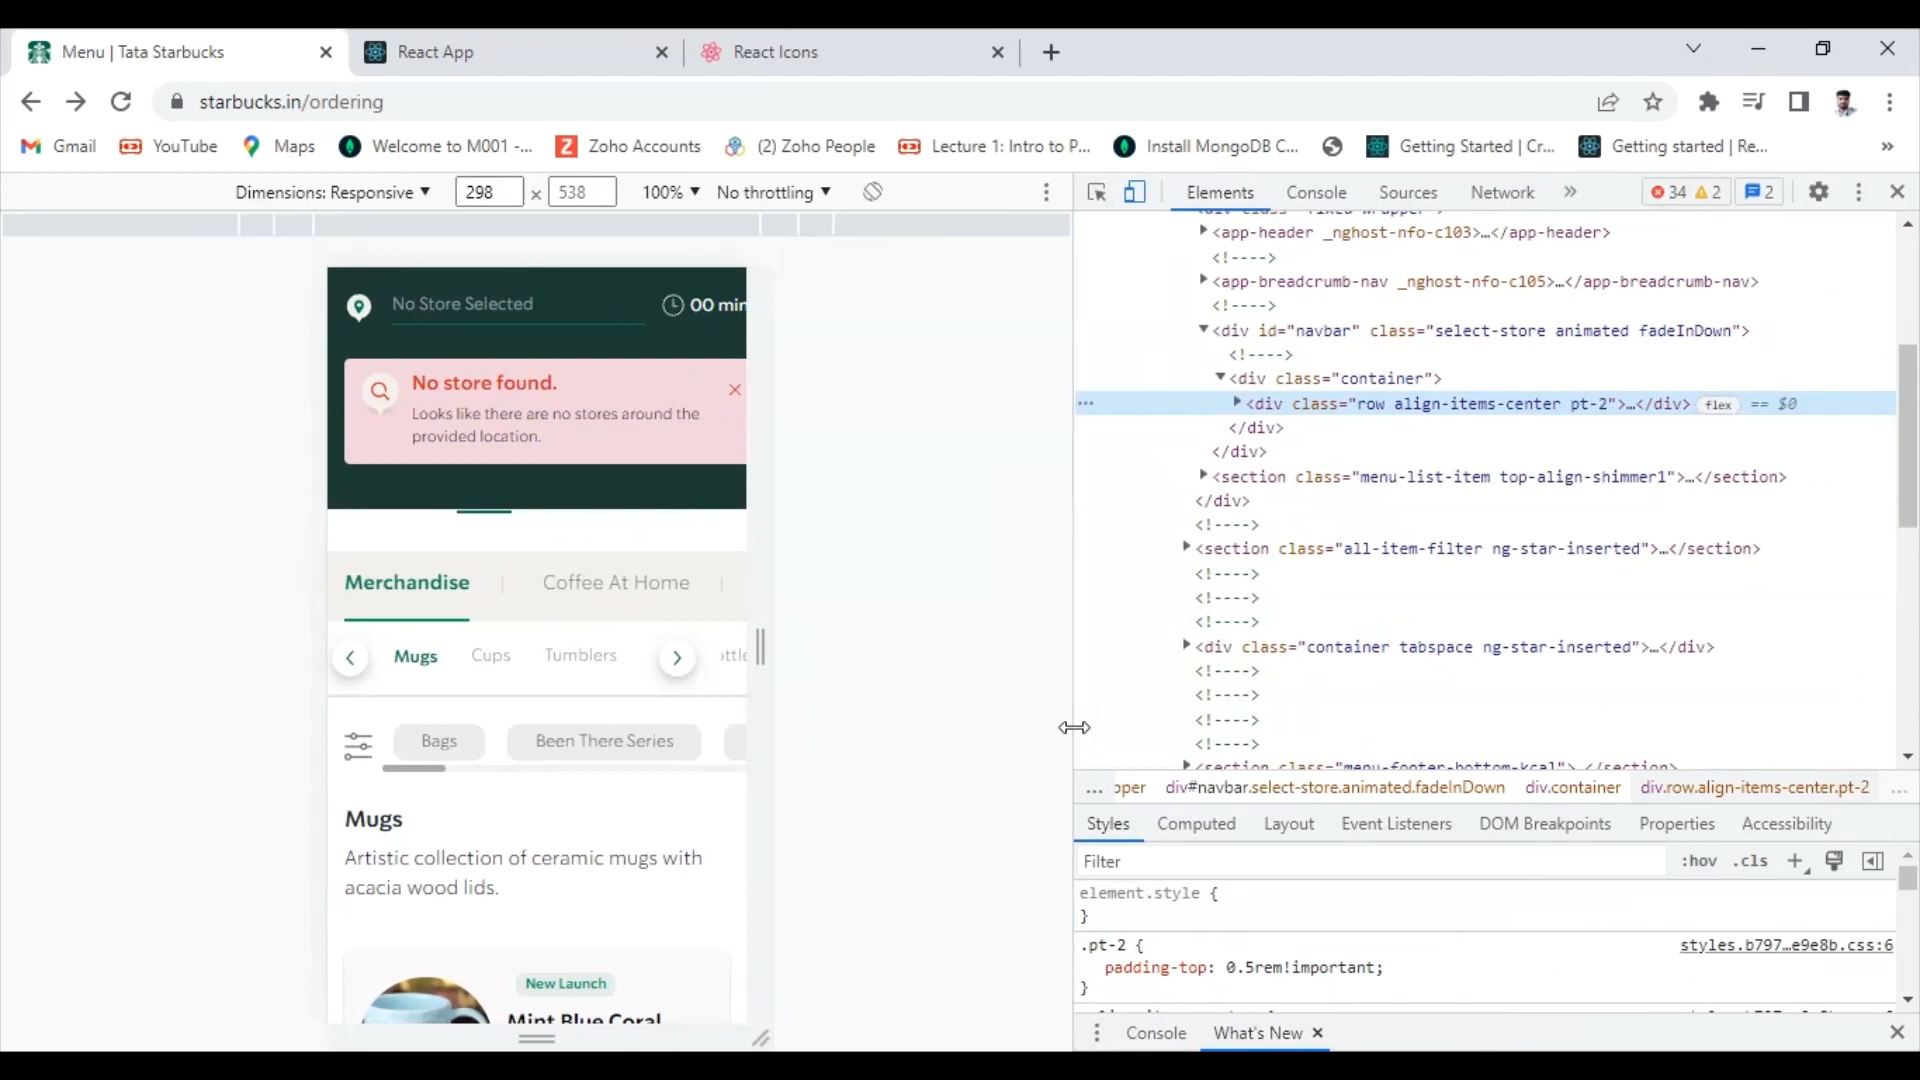 Menu | Tata Starbucks
React App
React Icons
starbucks.in/ordering
Gmail
YouTube
Maps
Welcome to M001 -...
Zoho Accounts
(2) Zoho People
Lecture 1: Intro to P...
Install MongoDB C...
Getting Started | Cr...
Getting started | Re...
»
Dimensions: Responsive
298 x 538
100%
No throttling
Elements
Console
Sources
Network
»
34
2
2
No Store Selected
00 min
No store found.
Looks like there are no stores around the
provided location.
Merchandise
Coffee At Home
Mugs
Cups
Tumblers
Bags
Been There Series
Mugs
Artistic collection of ceramic mugs with
acacia wood lids.
New Launch
Mint Blue Coral
<app-header _nghost-nfo-c103>…</app-header>
<!---->
<app-breadcrumb-nav _nghost-nfo-c105>…</app-breadcrumb-nav>
<!---->
<div id="navbar" class="select-store animated fadeInDown">
<!---->
<div class="container">
<div class="row align-items-center pt-2">…</div> flex == $0
</div>
</div>
<section class="menu-list-item top-align-shimmer1">…</section>
</div>
<!---->
<section class="all-item-filter ng-star-inserted">…</section>
<!---->
<!---->
<!---->
<div class="container tabspace ng-star-inserted">…</div>
<!---->
<!---->
<!---->
<!---->
<section class="menu-footer-bottom-kcal">…</section>
... pper div#navbar.select-store.animated.fadeInDown div.container div.row.align-items-center.pt-2 ...
Styles
Computed
Layout
Event Listeners
DOM Breakpoints
Properties
Accessibility
Filter
:hov .cls +
element.style {
}
.pt-2 {
styles.b797…e9e8b.css:6
padding-top: 0.5rem!important;
}
Console
What's New